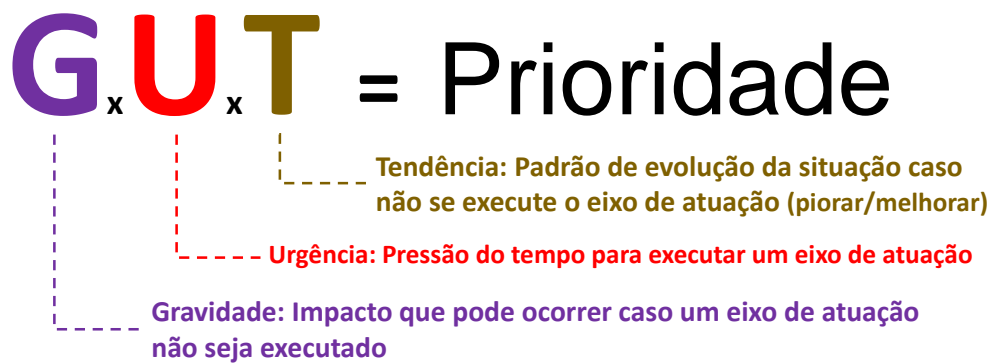 G x U x T = Prioridade
Tendência: Padrão de evolução da situação caso
não se execute o eixo de atuação (piorar/melhorar)
Urgência: Pressão do tempo para executar um eixo de atuação
Gravidade: Impacto que pode ocorrer caso um eixo de atuação
não seja executado